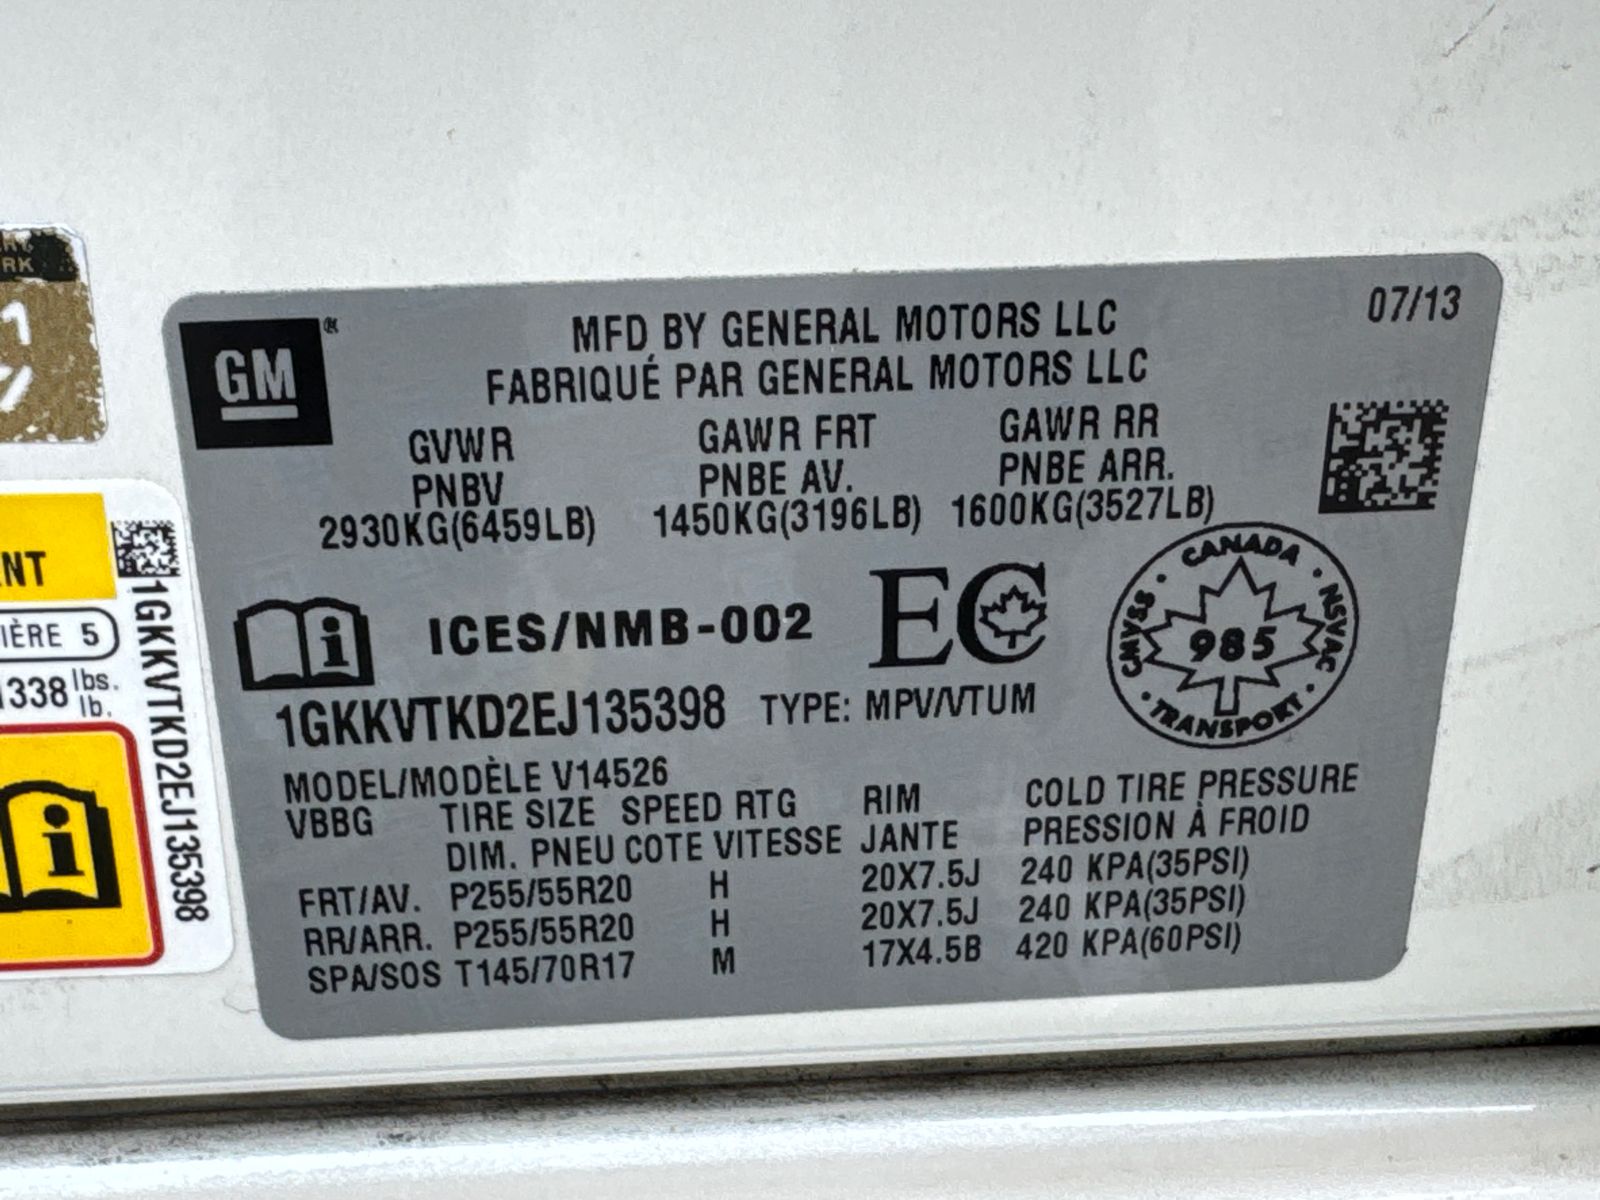 RK
1
07/13
GM
MFD BY GENERAL MOTORS LLC
FABRIQUÉ PAR GENERAL MOTORS LLC
GVWR GAWR FRT GAWR RR
PNBV PNBE AV. PNBE ARR.
2930KG(6459LB) 1450KG(3196LB) 1600KG(3527LB)
i ICES/NMB-002 EC
CANADA · NSVAC · TRANSPORT · CMVSS ·
985
1GKKVTKD2EJ135398 TYPE: MPV/VTUM
MODEL/MODÈLE V14526
VBBG TIRE SIZE SPEED RTG RIM COLD TIRE PRESSURE
DIM. PNEU COTE VITESSE JANTE PRESSION À FROID
FRT/AV. P255/55R20 H 20X7.5J 240 KPA(35PSI)
RR/ARR. P255/55R20 H 20X7.5J 240 KPA(35PSI)
SPA/SOS T145/70R17 M 17X4.5B 420 KPA(60PSI)
NT
IÈRE 5
1338 lbs.
lb.
i
1GKKVTKD2EJ135398